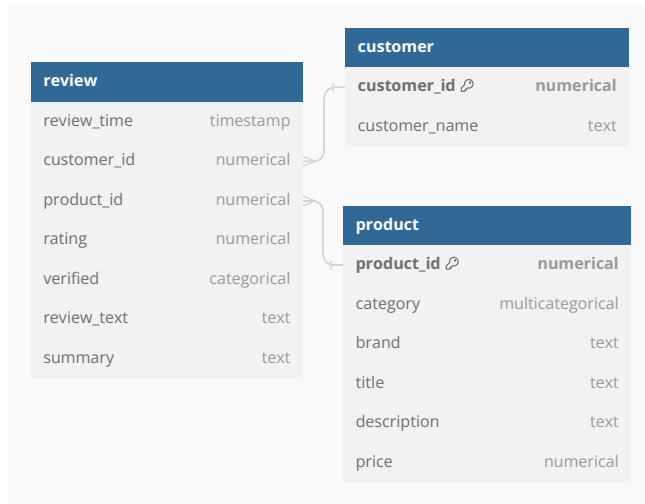 review
review_time timestamp
customer_id numerical
product_id numerical
rating numerical
verified categorical
review_text text
summary text
customer
customer_id numerical
customer_name text
product
product_id numerical
category multicategorical
brand text
title text
description text
price numerical